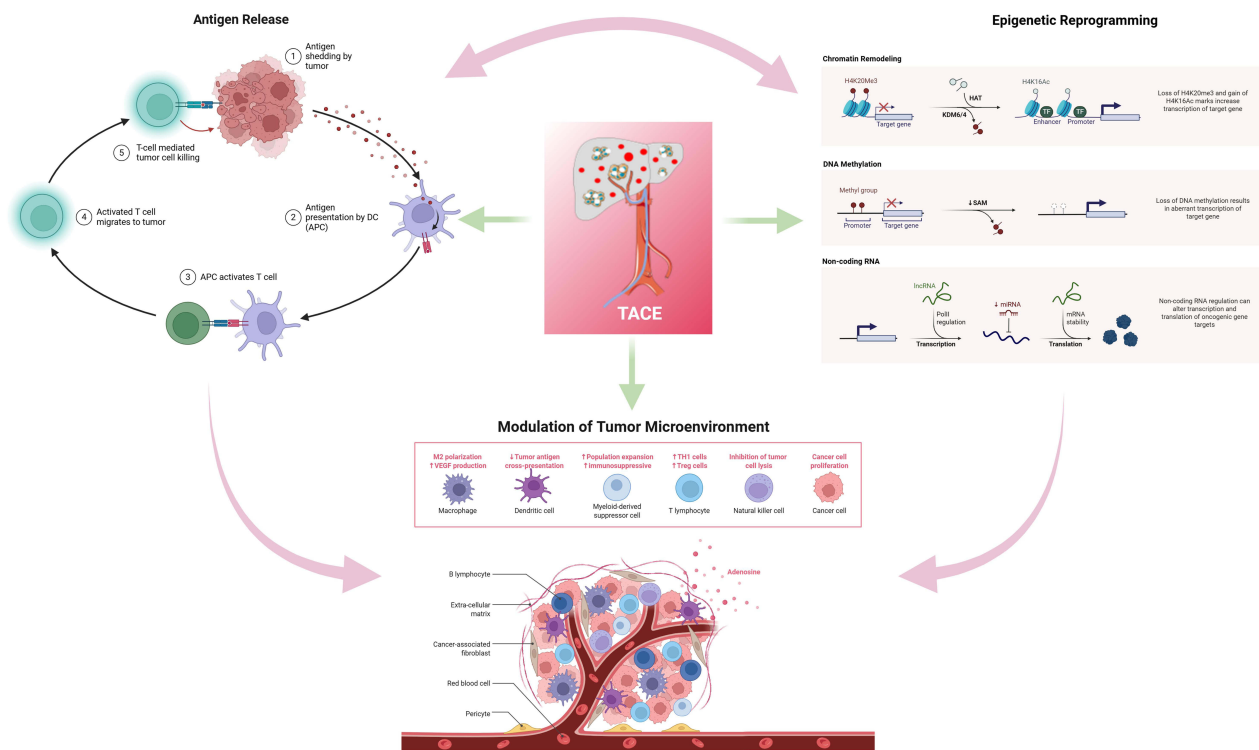 Antigen Release
1
Antigen
shedding by
tumor
5
T-cell mediated
tumor cell killing
2
Antigen
presentation by DC
(APC)
4
Activated T cell
migrates to tumor
3
APC activates T cell
TACE
Epigenetic Reprogramming
Chromatin Remodeling
H4K20Me3
Target gene
HAT
KDM6/4
H4K16Ac
TF
TF
Enhancer
Promoter
Loss of H4K20me3 and gain of
H4K16Ac marks increase
transcription of target gene
DNA Methylation
Methyl group
Promoter
Target gene
↓ SAM
Loss of DNA methylation results
in aberrant transcription of
target gene
Non-coding RNA
lncRNA
PolII
regulation
Transcription
↓ miRNA
mRNA
stability
Translation
Non-coding RNA regulation can
alter transcription and
translation of oncogenic gene
targets
Modulation of Tumor Microenvironment
M2 polarization
↑ VEGF production
Macrophage
↓ Tumor antigen
cross-presentation
Dendritic cell
↑ Population expansion
↑ Immunosuppressive
Myeloid-derived
suppressor cell
↑ TH1 cells
↑ Treg cells
T lymphocyte
Inhibition of tumor
cell lysis
Natural killer cell
Cancer cell
proliferation
Cancer cell
Adenosine
B lymphocyte
Extra-cellular
matrix
Cancer-associated
fibroblast
Red blood cell
Pericyte